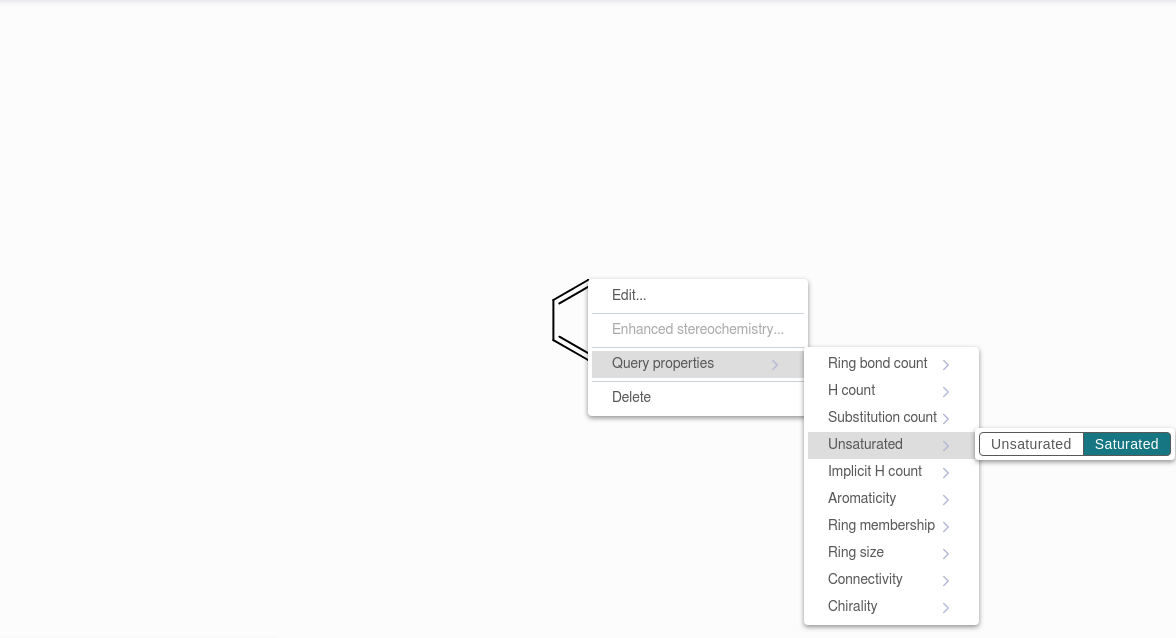 Edit...
Enhanced stereochemistry...
Query properties
Delete
Ring bond count
H count
Substitution count
Unsaturated
Implicit H count
Aromaticity
Ring membership
Ring size
Connectivity
Chirality
Unsaturated Saturated